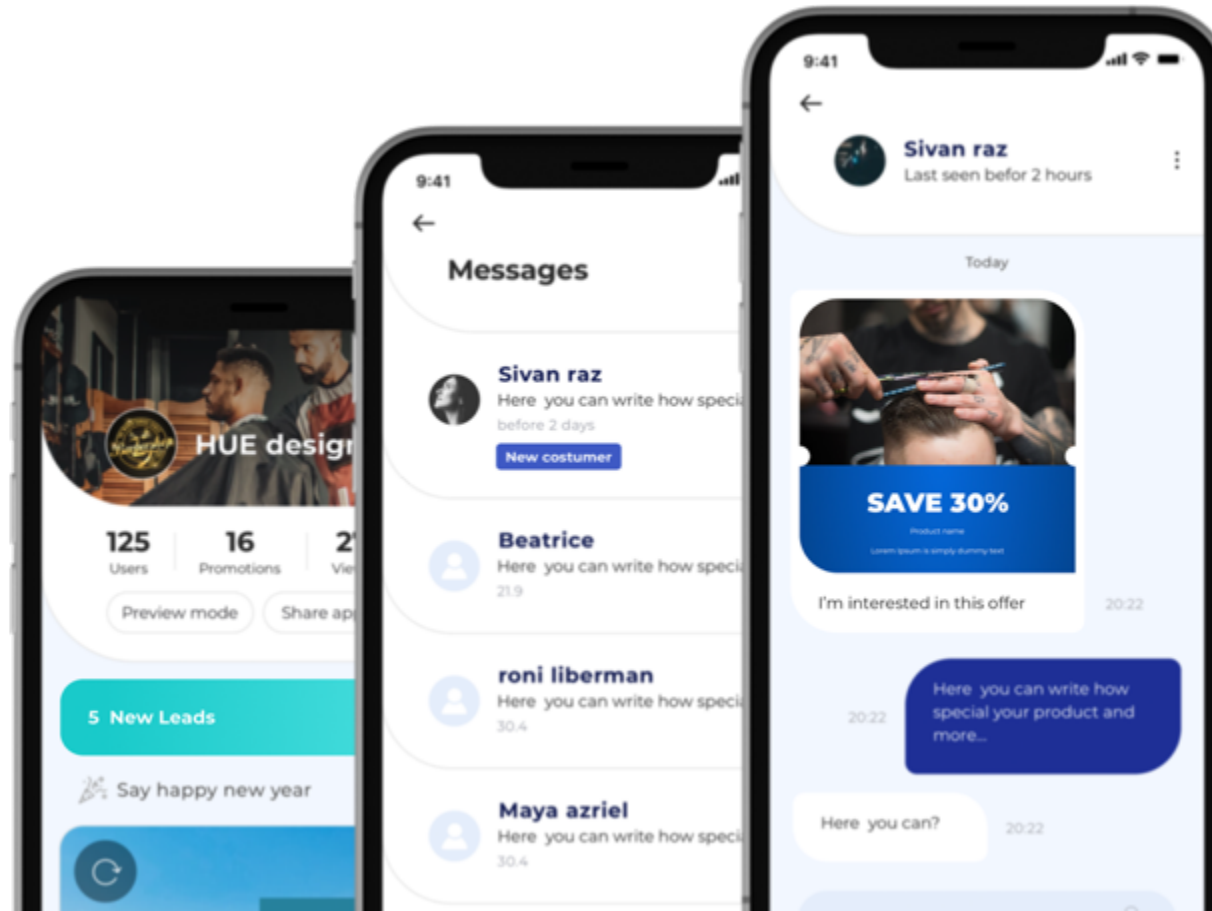 HUE design
125
Users
16
Promotions
Preview mode
Share app
5 New Leads
Say happy new year
9:41
Messages
Sivan raz
Here you can write how specia
before 2 days
New costumer
Beatrice
Here you can write how specia
21.9
roni liberman
Here you can write how specia
30.4
Maya azriel
Here you can write how specia
30.4
9:41
Sivan raz
Last seen befor 2 hours
Today
SAVE 30%
Product name
Lorem Ipsum is simply dummy text
I'm interested in this offer
20:22
Here you can write how
special your product and
more...
20:22
Here you can?
20:22